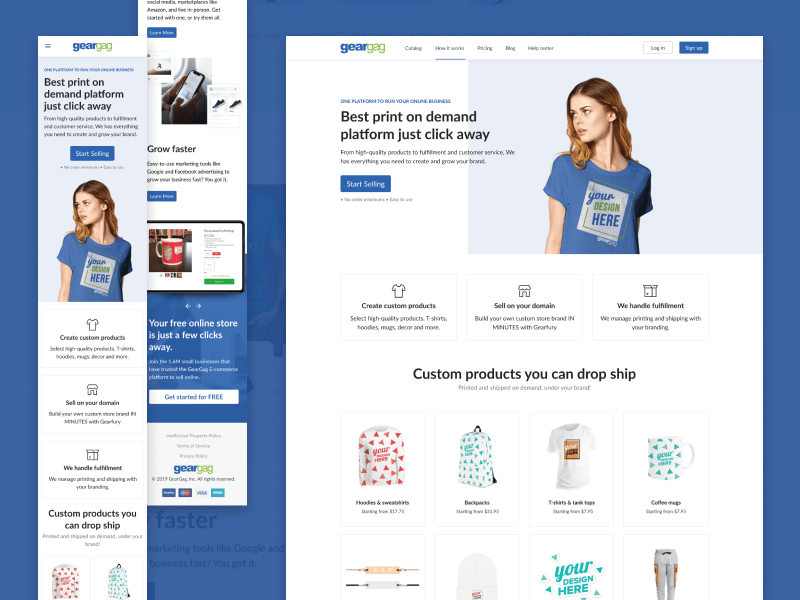 geargag
ONE PLATFORM TO RUN YOUR ONLINE BUSINESS
Best print on
demand platform
just click away
From high-quality products to fulfillment
and customer service, We has everything
you need to create and grow your brand.
Start Selling
• No order minimums • Easy to use
your
DESIGN
HERE
Create custom products
Select high-quality products. T-shirts,
hoodies, mugs, decor and more.
Sell on your domain
Build your own custom store brand IN
MINUTES with Gearfury
We handle fulfillment
We manage printing and shipping with
your branding.
Custom products you
can drop ship
Printed and shipped on demand, under your
brand!
social media, marketplaces like
Amazon, and live in-person. Get
started with one, or try them all.
Learn More
Grow faster
Easy-to-use marketing tools like
Google and Facebook advertising to
grow your business fast? You got it.
Learn More
Your free online store
is just a few clicks
away.
Join the 1.6M small businesses that
have trusted the GearGag E-commerce
platform to sell online.
Get started for FREE
Intellectual Property Policy
Terms of Service
Privacy Policy
geargag
© 2019 GearGag, Inc. All rights reserved.
PayPal
VISA
faster
marketing tools like Google and
business fast? You got it.
geargag
Catalog
How it works
Pricing
Blog
Help center
Log in
Sign up
ONE PLATFORM TO RUN YOUR ONLINE BUSINESS
Best print on demand
platform just click away
From high-quality products to fulfillment and customer service, We
has everything you need to create and grow your brand.
Start Selling
• No order minimums • Easy to use
your
DESIGN
HERE
Create custom products
Select high-quality products. T-shirts,
hoodies, mugs, decor and more.
Sell on your domain
Build your own custom store brand IN
MINUTES with Gearfury
We handle fulfillment
We manage printing and shipping with
your branding.
Custom products you can drop ship
Printed and shipped on demand, under your brand!
your
DESIGN
HERE
Hoodies & sweatshirts
Starting from $17.75
your
DESIGN
HERE
Backpacks
Starting from $31.95
T-shirts & tank tops
Starting from $7.95
your
DESIGN
HERE
Coffee mugs
Starting from $7.95
your
DESIGN
HERE